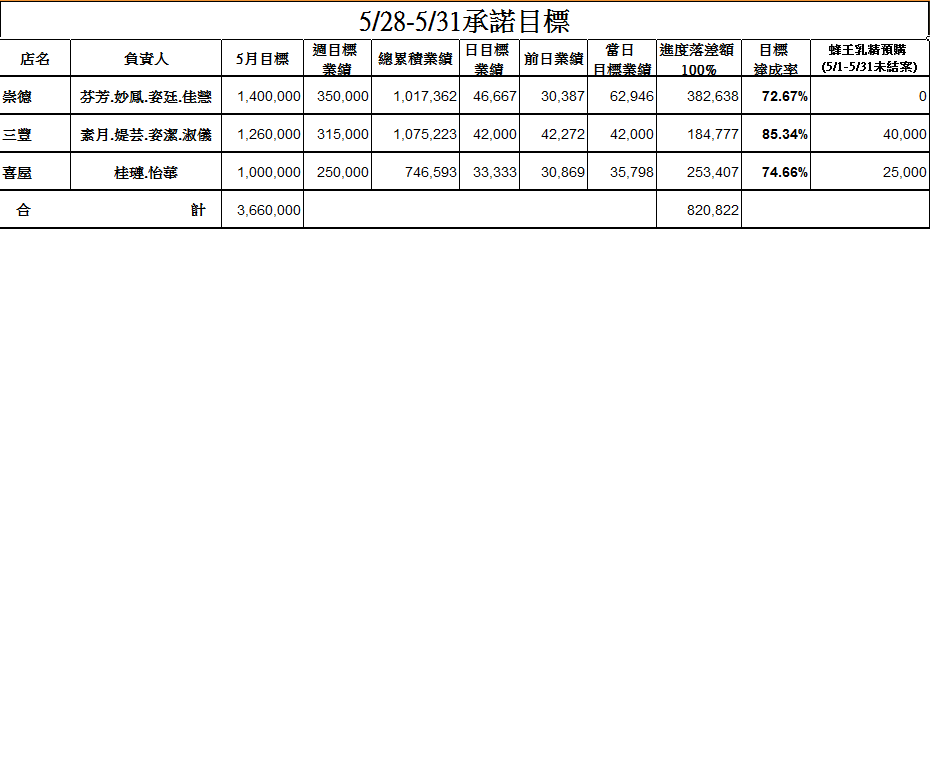 5/28-5/31承諾目標
店名 負責人 5月目標 週目標業績 總累積業績 日目標業績 前日業績 當日目標業績 進度落差額100% 目標達成率 蜂王乳精預購(5/1-5/31未結案)
崇德 芬芳.妙鳳.姿廷.佳慧 1,400,000 350,000 1,017,362 46,667 30,387 62,946 382,638 72.67% 0
三豐 素月.媞芸.姿潔.淑儀 1,260,000 315,000 1,075,223 42,000 42,272 42,000 184,777 85.34% 40,000
喜屋 桂瑭.怡華 1,000,000 250,000 746,593 33,333 30,869 35,798 253,407 74.66% 25,000
合 計 3,660,000 820,822